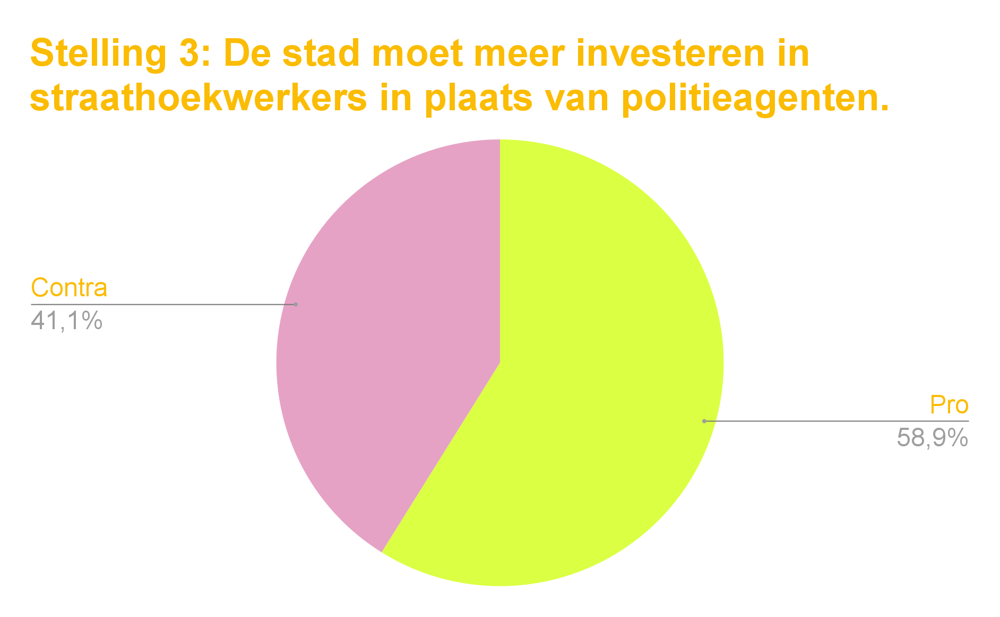 Stelling 3: De stad moet meer investeren in
straathoekwerkers in plaats van politieagenten.
Contra
41,1%
Pro
58,9%